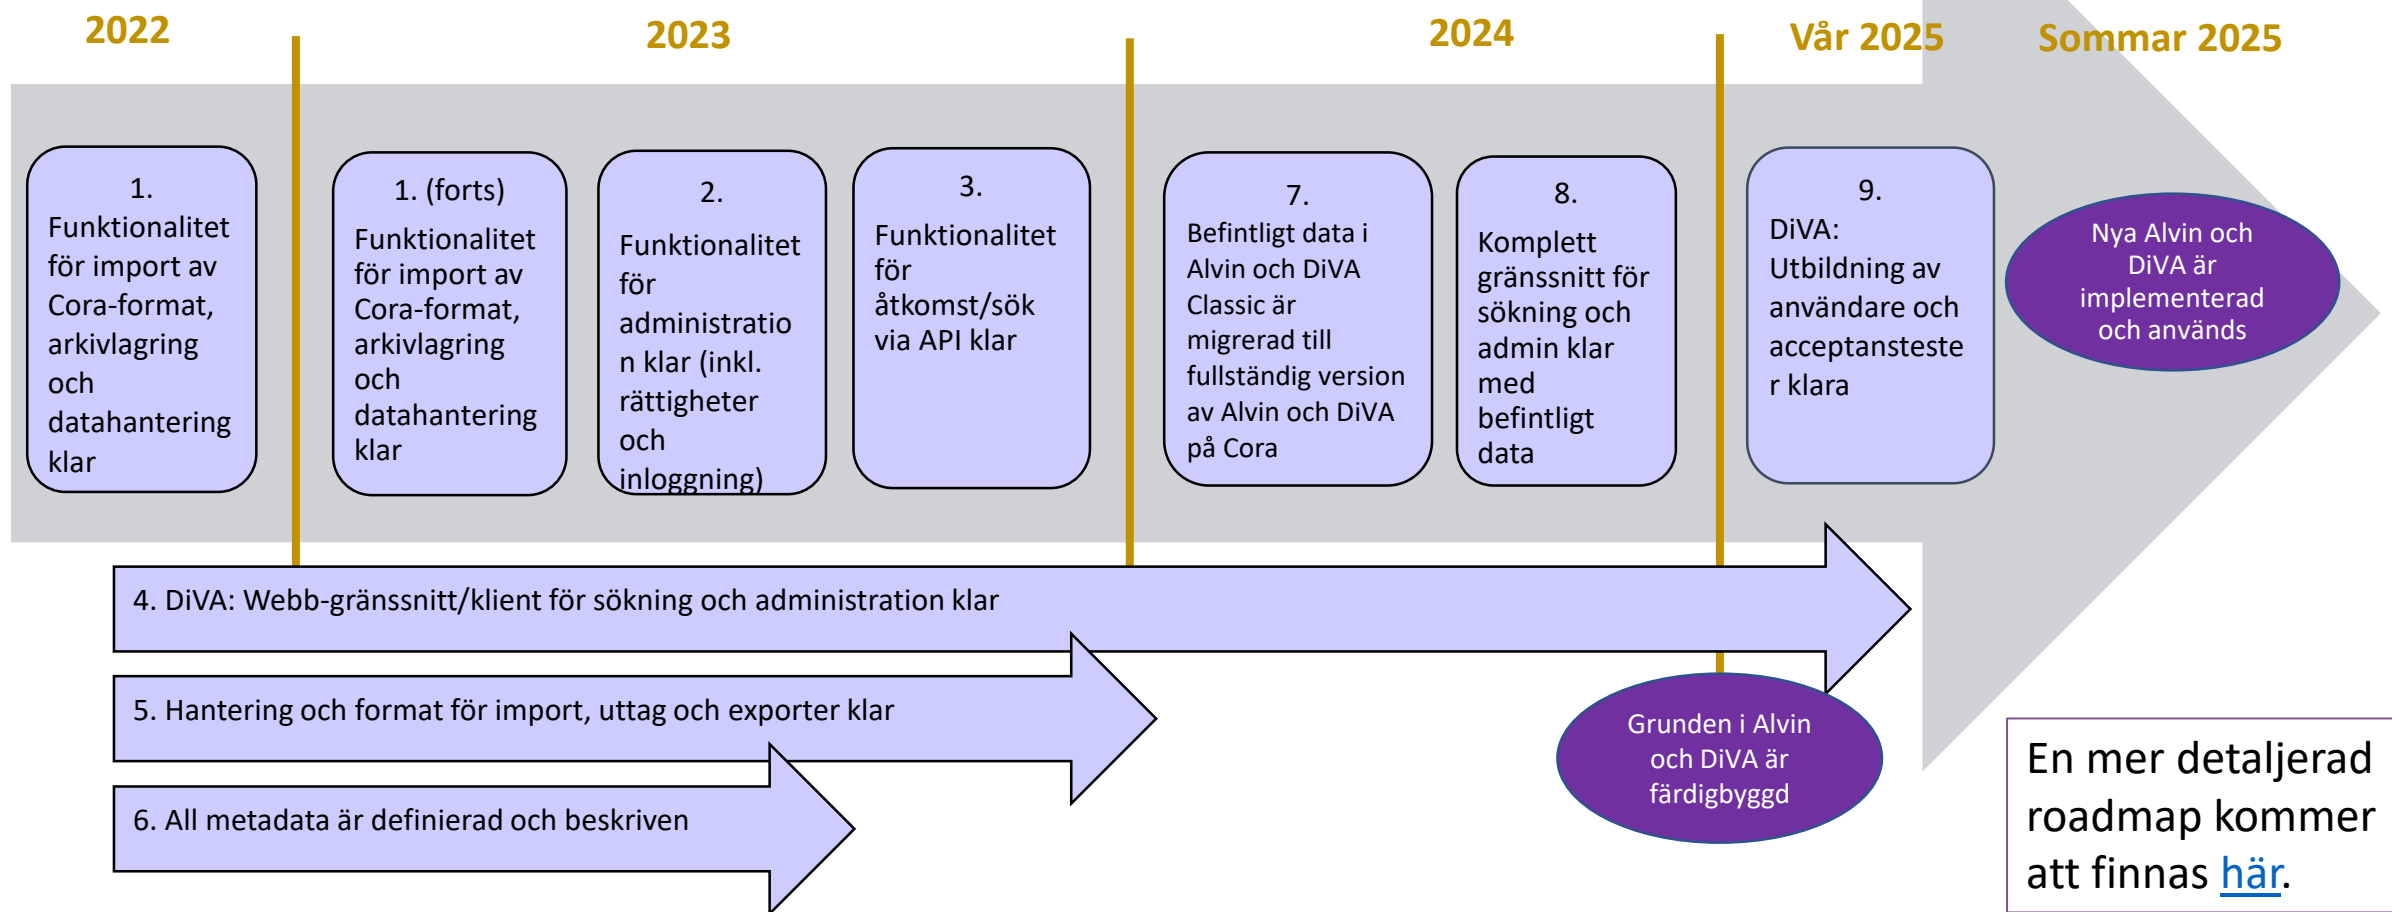 2022
2023
2024
Vår 2025
Sommar 2025
1.
Funktionalitet
för import av
Cora-format,
arkivlagring
och
datahantering
klar
1. (forts)
Funktionalitet
för import av
Cora-format,
arkivlagring
och
datahantering
klar
2.
Funktionalitet
för
administratio
n klar (inkl.
rättigheter
och
inloggning)
3.
Funktionalitet
för
åtkomst/sök
via API klar
7.
Befintligt data i
Alvin och DiVA
Classic är
migrerad till
fullständig version
av Alvin och DiVA
på Cora
8.
Komplett
gränssnitt för
sökning och
admin klar
med
befintligt
data
9.
DiVA:
Utbildning av
användare och
acceptansteste
r klara
Nya Alvin och
DiVA är
implementerad
och används
4. DiVA: Webb-gränssnitt/klient för sökning och administration klar
5. Hantering och format för import, uttag och exporter klar
6. All metadata är definierad och beskriven
Grunden i Alvin
och DiVA är
färdigbyggd
En mer detaljerad
roadmap kommer
att finnas här.